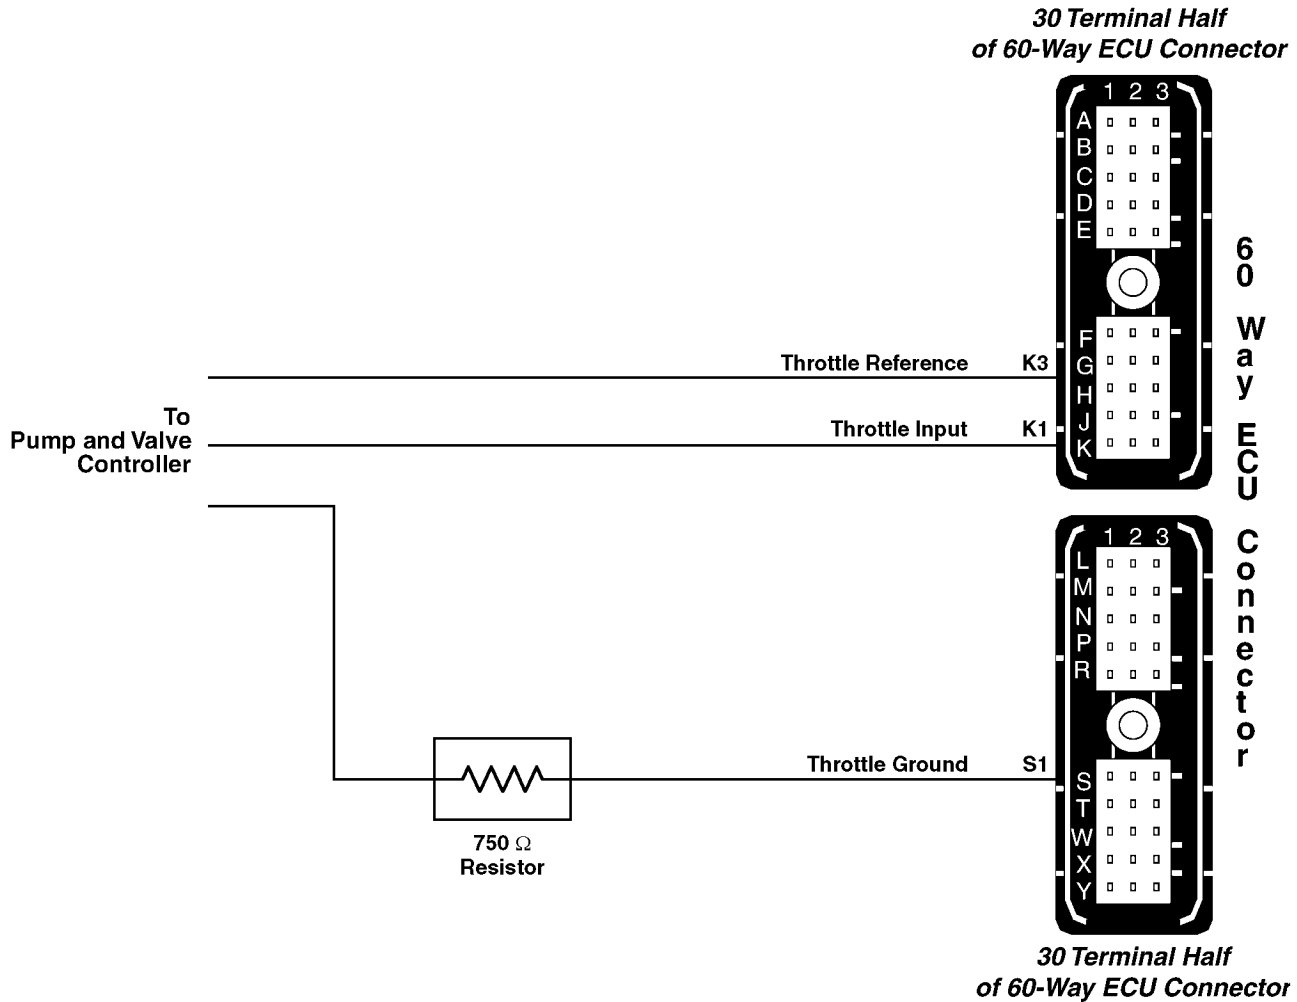 30 Terminal Half
of 60-Way ECU Connector
1 2 3
A
B
C
D
E
F
G
H
J
K
Throttle Reference K3
Throttle Input K1
To
Pump and Valve
Controller
60 Way ECU Connector
1 2 3
L
M
N
P
R
S
T
W
X
Y
Throttle Ground S1
750 Ω
Resistor
30 Terminal Half
of 60-Way ECU Connector